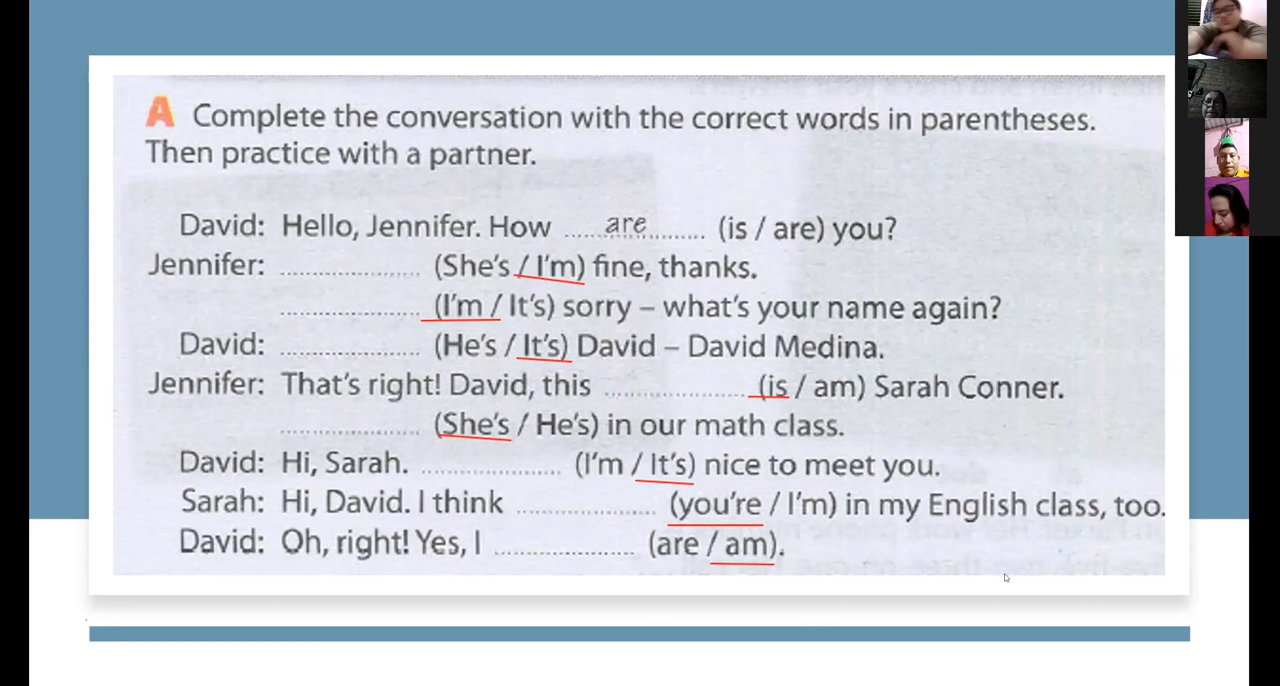 A Complete the conversation with the correct words in parentheses.
Then practice with a partner.
David: Hello, Jennifer. How ....are.... (is / are) you?
Jennifer: .................... (She's / I'm) fine, thanks.
.................... (I'm / It's) sorry – what's your name again?
David: .................... (He's / It's) David – David Medina.
Jennifer: That's right! David, this .................... (is / am) Sarah Conner.
.................... (She's / He's) in our math class.
David: Hi, Sarah. .................... (I'm / It's) nice to meet you.
Sarah: Hi, David. I think .................... (you're / I'm) in my English class, too.
David: Oh, right! Yes, I .................... (are / am).